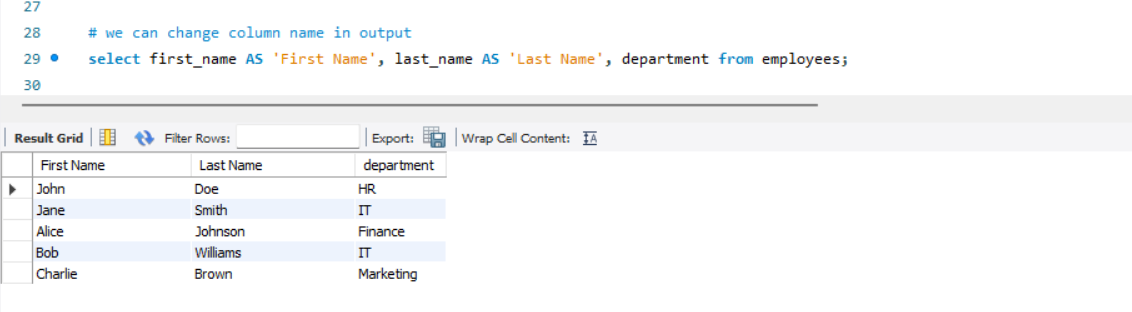 27
28 # we can change column name in output
29 select first_name AS 'First Name', last_name AS 'Last Name', department from employees;
30
Result Grid Filter Rows: Export: Wrap Cell Content: IA
First Name Last Name department
John Doe HR
Jane Smith IT
Alice Johnson Finance
Bob Williams IT
Charlie Brown Marketing